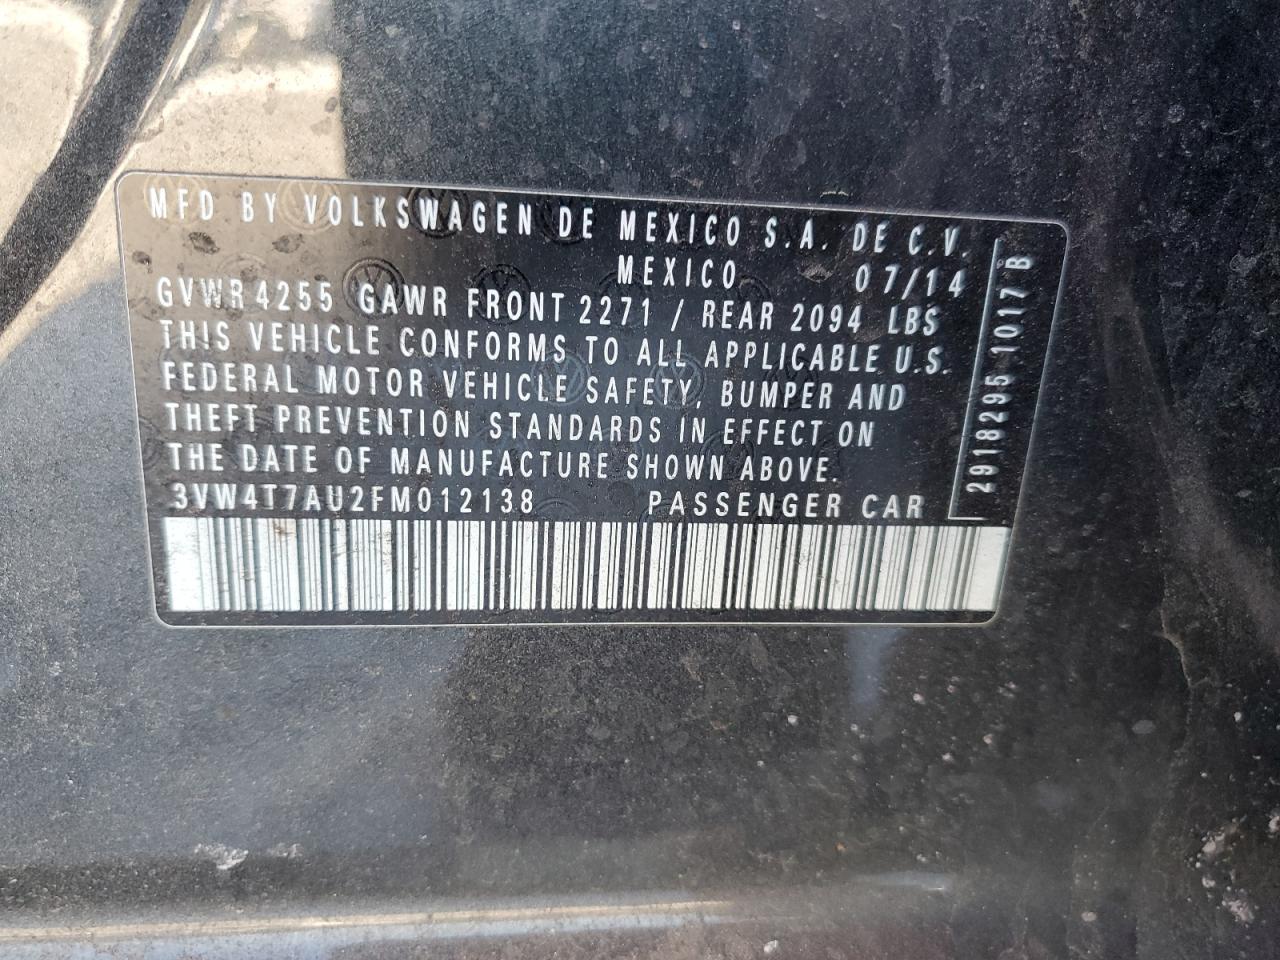 MFD BY VOLKSWAGEN DE MEXICO S.A. DE C.V.
MEXICO 07/14
GVWR 4255 GAWR FRONT 2271 / REAR 2094 LBS
THIS VEHICLE CONFORMS TO ALL APPLICABLE U.S.
FEDERAL MOTOR VEHICLE SAFETY, BUMPER AND
THEFT PREVENTION STANDARDS IN EFFECT ON
THE DATE OF MANUFACTURE SHOWN ABOVE.
3VW4T7AU2FM012138 PASSENGER CAR
2918295 1017 B